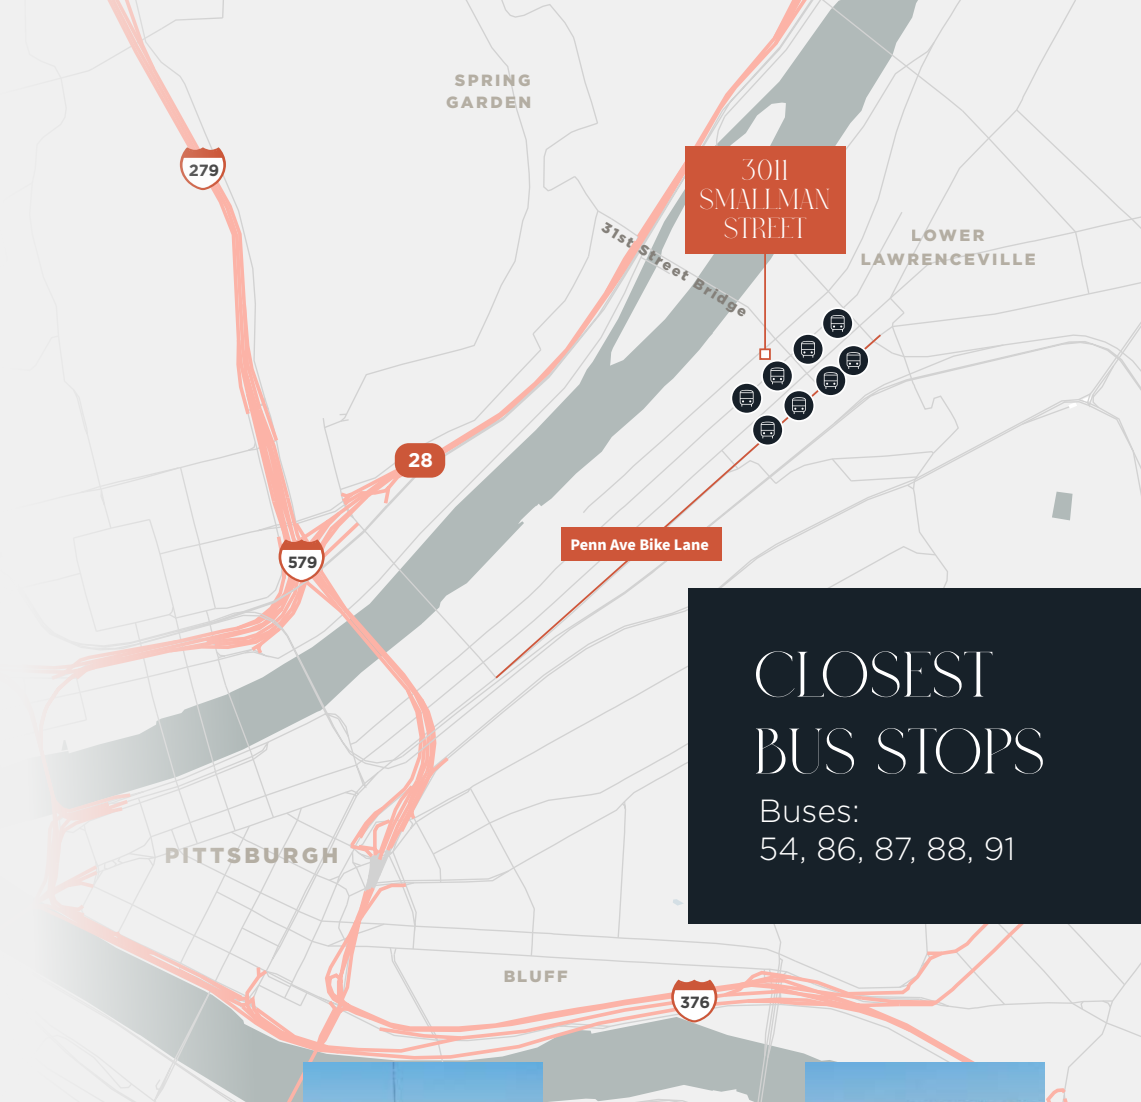 SPRING
GARDEN
279
3011
SMALLMAN
STREET
31st Street Bridge
LOWER
LAWRENCEVILLE
28
Penn Ave Bike Lane
579
CLOSEST
BUS STOPS
Buses:
54, 86, 87, 88, 91
PITTSBURGH
BLUFF
376